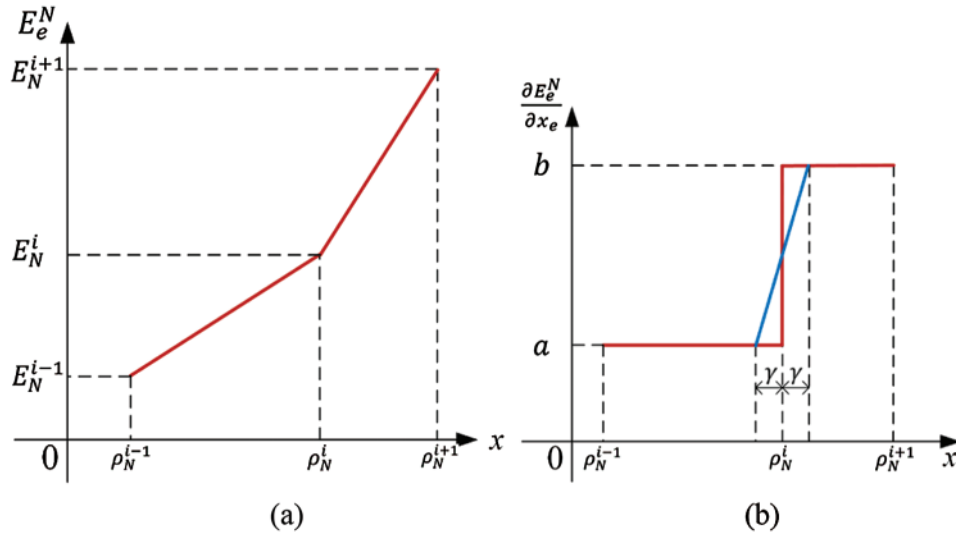 E_e^N
E_N^{i+1}
E_N^i
E_N^{i-1}
0
ρ_N^{i-1}
ρ_N^i
ρ_N^{i+1}
x
(a)
∂E_e^N
∂x_e
b
a
γ γ
0
ρ_N^{i-1}
ρ_N^i
ρ_N^{i+1}
x
(b)